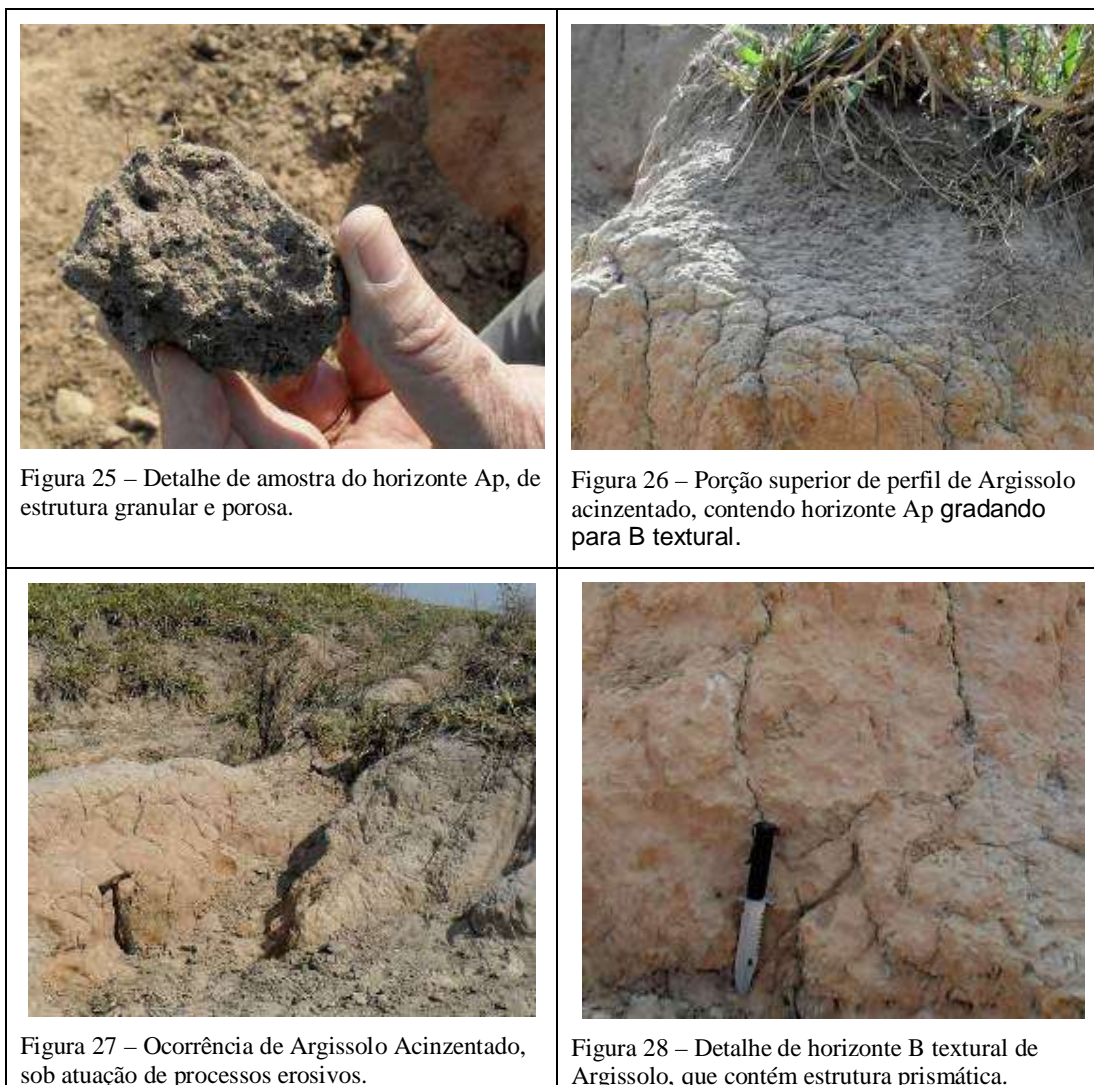 Figura 25 – Detalhe de amostra do horizonte Ap, de
estrutura granular e porosa.
Figura 26 – Porção superior de perfil de Argissolo
acinzentado, contendo horizonte Ap gradando
para B textural.
Figura 27 – Ocorrência de Argissolo Acinzentado,
sob atuação de processos erosivos.
Figura 28 – Detalhe de horizonte B textural de
Argissolo, que contém estrutura prismática.